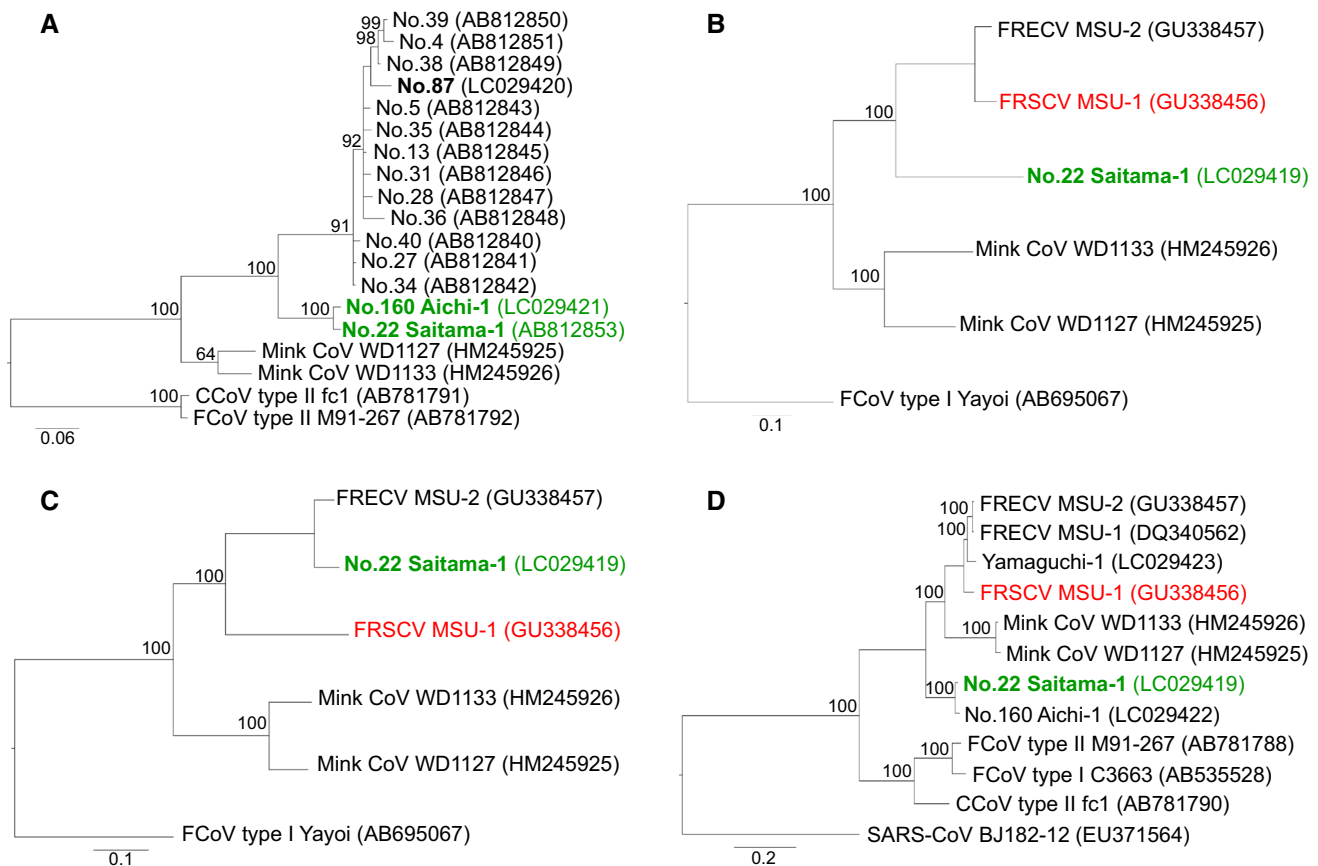 A
99
No.39 (AB812850)
98
No.4 (AB812851)
No.38 (AB812849)
No.87 (LC029420)
No.5 (AB812843)
92
No.35 (AB812844)
No.13 (AB812845)
No.31 (AB812846)
No.28 (AB812847)
No.36 (AB812848)
91
No.40 (AB812840)
No.27 (AB812841)
No.34 (AB812842)
100
100
No.160 Aichi-1 (LC029421)
No.22 Saitama-1 (AB812853)
100
64
Mink CoV WD1127 (HM245925)
Mink CoV WD1133 (HM245926)
100
CCoV type II fc1 (AB781791)
FCoV type II M91-267 (AB781792)
0.06
B
FRECV MSU-2 (GU338457)
FRSCV MSU-1 (GU338456)
100
No.22 Saitama-1 (LC029419)
100
Mink CoV WD1133 (HM245926)
100
Mink CoV WD1127 (HM245925)
FCoV type I Yayoi (AB695067)
0.1
C
FRECV MSU-2 (GU338457)
No.22 Saitama-1 (LC029419)
100
FRSCV MSU-1 (GU338456)
100
Mink CoV WD1133 (HM245926)
100
Mink CoV WD1127 (HM245925)
FCoV type I Yayoi (AB695067)
0.1
D
100
FRECV MSU-2 (GU338457)
100
FRECV MSU-1 (DQ340562)
Yamaguchi-1 (LC029423)
100
FRSCV MSU-1 (GU338456)
100
Mink CoV WD1133 (HM245926)
Mink CoV WD1127 (HM245925)
100
No.22 Saitama-1 (LC029419)
No.160 Aichi-1 (LC029422)
100
100
FCoV type II M91-267 (AB781788)
100
FCoV type I C3663 (AB535528)
CCoV type II fc1 (AB781790)
SARS-CoV BJ182-12 (EU371564)
0.2